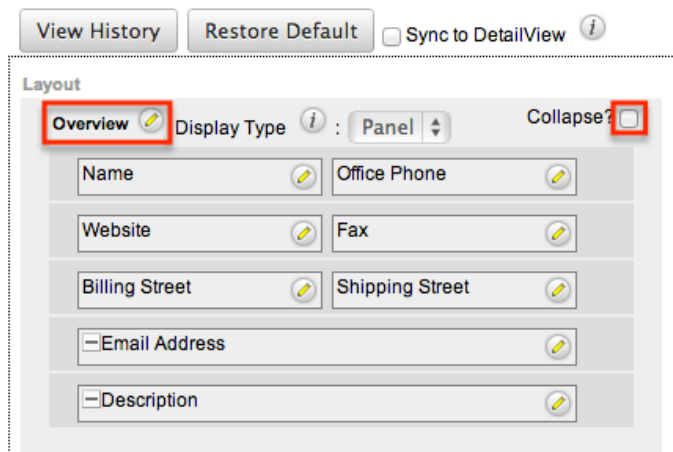 View History Restore Default Sync to DetailView i
Layout
Overview Display Type i : Panel Collapse?
Name Office Phone
Website Fax
Billing Street Shipping Street
Email Address
Description